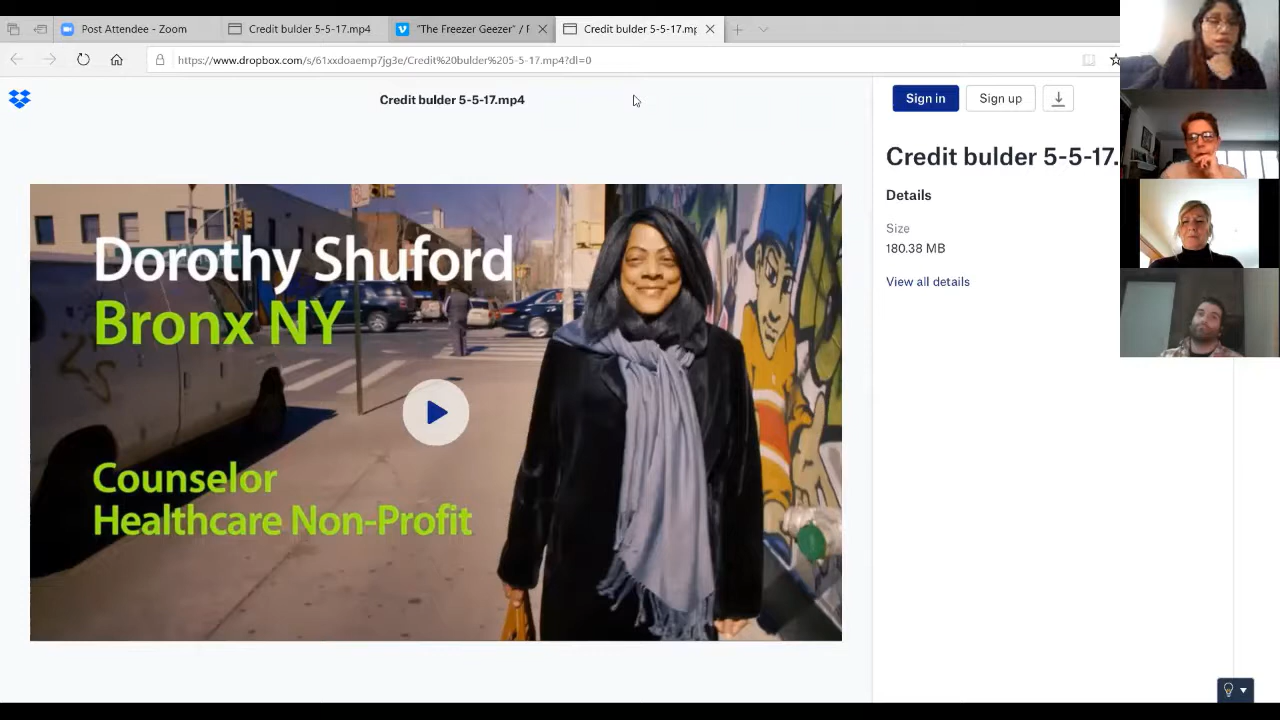 Post Attendee - Zoom
Credit bulder 5-5-17.mp4
"The Freezer Geezer" / F
Credit bulder 5-5-17.mp
https://www.dropbox.com/s/61xxdoaemp7jg3e/Credit%20bulder%205-5-17.mp4?dl=0
Credit bulder 5-5-17.mp4
Sign in
Sign up
Credit bulder 5-5-17.
Details
Size
180.38 MB
View all details
Dorothy Shuford
Bronx NY
Counselor
Healthcare Non-Profit